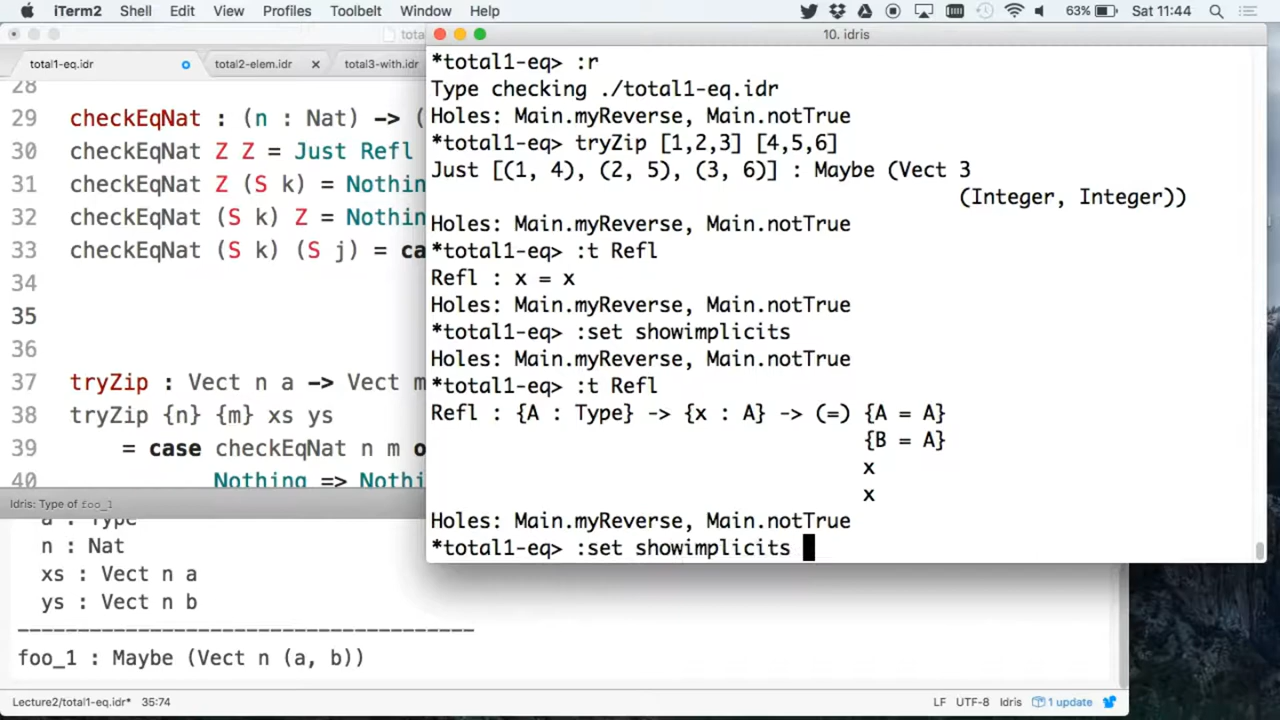 iTerm2 Shell Edit View Profiles Toolbelt Window Help 63% Sat 11:44
10. idris
total1-eq.idr total2-elem.idr × total3-with.idr
28
29 checkEqNat : (n : Nat) -> (
30 checkEqNat Z Z = Just Refl
31 checkEqNat Z (S k) = Nothing
32 checkEqNat (S k) Z = Nothing
33 checkEqNat (S k) (S j) = ca
34
35
36
37 tryZip : Vect n a -> Vect m
38 tryZip {n} {m} xs ys
39 = case checkEqNat n m o
40 Nothing => Nothi
Idris: Type of foo_1
a : Type
n : Nat
xs : Vect n a
ys : Vect n b
--------------------------------------
foo_1 : Maybe (Vect n (a, b))
Lecture2/total1-eq.idr* 35:74 LF UTF-8 Idris 1 update
*total1-eq> :r
Type checking ./total1-eq.idr
Holes: Main.myReverse, Main.notTrue
*total1-eq> tryZip [1,2,3] [4,5,6]
Just [(1, 4), (2, 5), (3, 6)] : Maybe (Vect 3
(Integer, Integer))
Holes: Main.myReverse, Main.notTrue
*total1-eq> :t Refl
Refl : x = x
Holes: Main.myReverse, Main.notTrue
*total1-eq> :set showimplicits
Holes: Main.myReverse, Main.notTrue
*total1-eq> :t Refl
Refl : {A : Type} -> {x : A} -> (=) {A = A}
{B = A}
x
x
Holes: Main.myReverse, Main.notTrue
*total1-eq> :set showimplicits